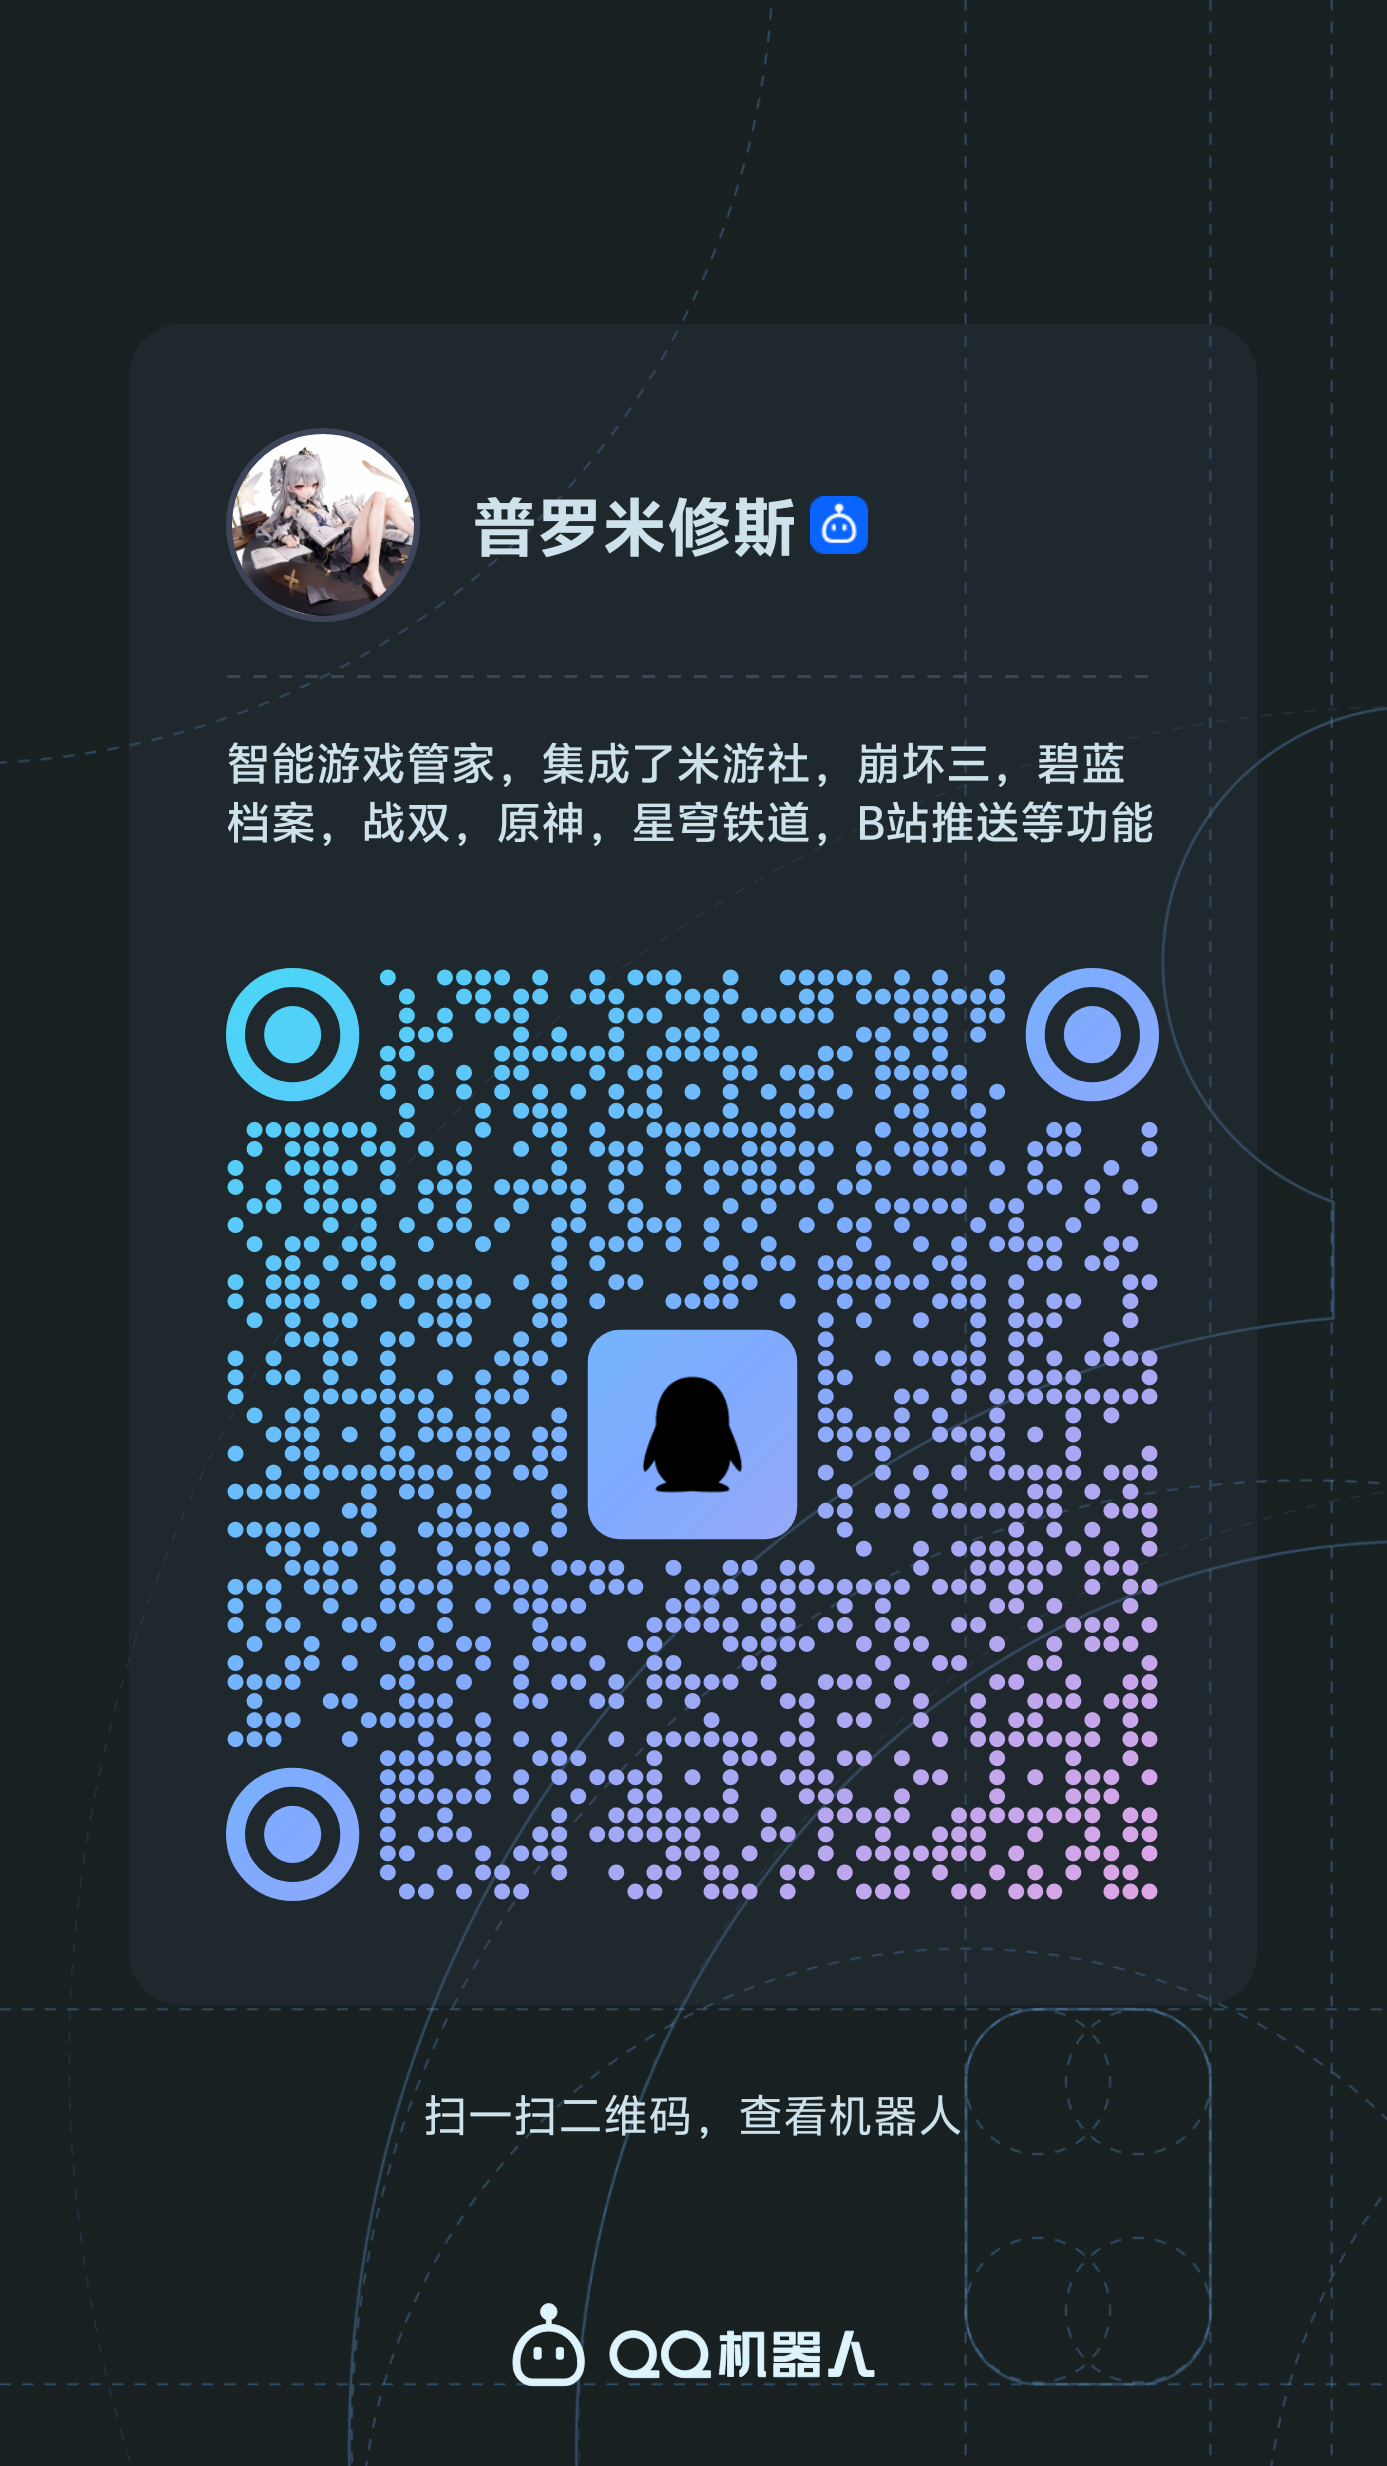 普罗米修斯
智能游戏管家，集成了米游社，崩坏三，碧蓝
档案，战双，原神，星穹铁道，B站推送等功能
扫一扫二维码，查看机器人
QQ机器人